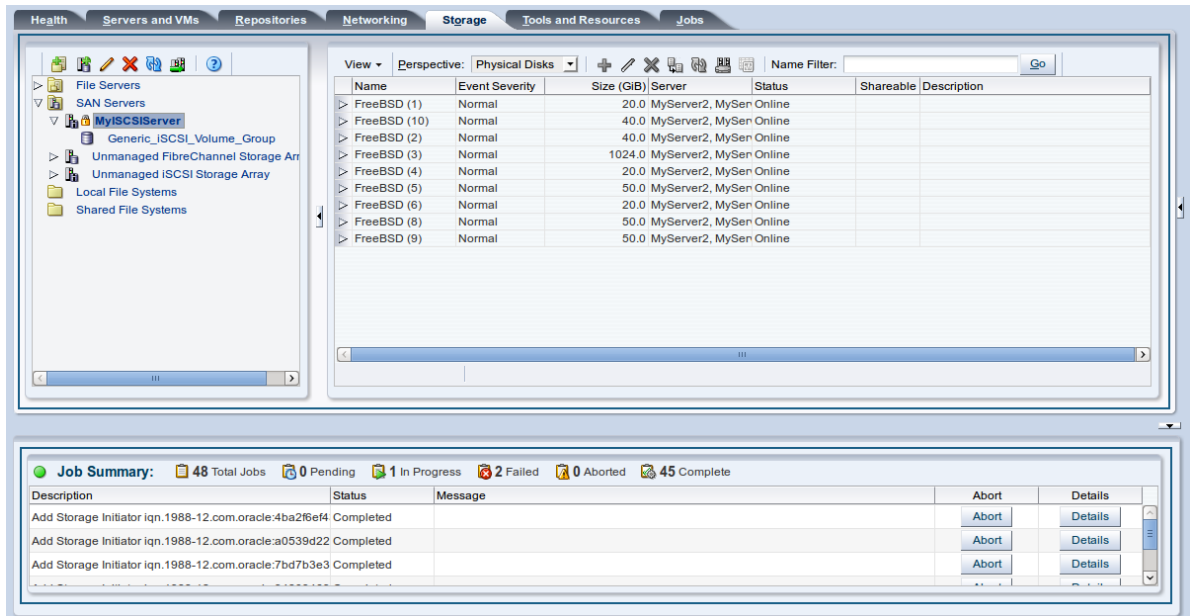 Health Servers and VMs Repositories Networking Storage Tools and Resources Jobs
File Servers
SAN Servers
MyISCSIServer
Generic_iSCSI_Volume_Group
Unmanaged FibreChannel Storage Arr
Unmanaged iSCSI Storage Array
Local File Systems
Shared File Systems
View Perspective: Physical Disks Name Filter: Go
Name Event Severity Size (GiB) Server Status Shareable Description
FreeBSD (1) Normal 20.0 MyServer2, MySer Online
FreeBSD (10) Normal 40.0 MyServer2, MySer Online
FreeBSD (2) Normal 40.0 MyServer2, MySer Online
FreeBSD (3) Normal 1024.0 MyServer2, MySer Online
FreeBSD (4) Normal 20.0 MyServer2, MySer Online
FreeBSD (5) Normal 50.0 MyServer2, MySer Online
FreeBSD (6) Normal 20.0 MyServer2, MySer Online
FreeBSD (8) Normal 50.0 MyServer2, MySer Online
FreeBSD (9) Normal 50.0 MyServer2, MySer Online
Job Summary: 48 Total Jobs 0 Pending 1 In Progress 2 Failed 0 Aborted 45 Complete
Description Status Message Abort Details
Add Storage Initiator iqn.1988-12.com.oracle:4ba2f6ef4 Completed Abort Details
Add Storage Initiator iqn.1988-12.com.oracle:a0539d22 Completed Abort Details
Add Storage Initiator iqn.1988-12.com.oracle:7bd7b3e3 Completed Abort Details